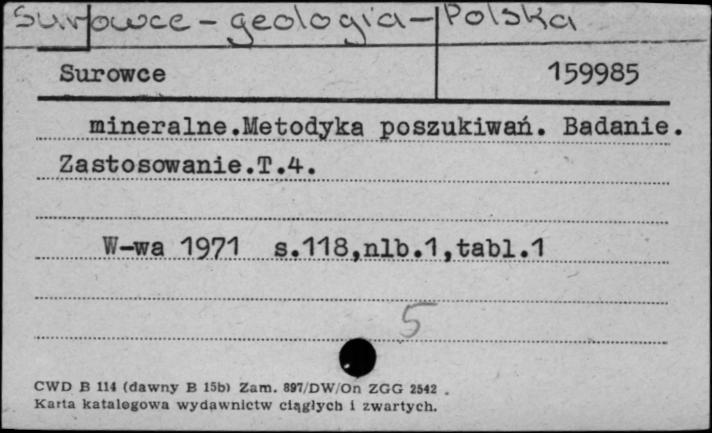 Surowce - geologia - Polska
Surowce 159985
mineralne.Metodyka poszukiwań. Badanie.
Zastosowanie.T.4.
W-wa 1971 s.118,nlb.1,tabl.1
5
CWD B 114 (dawny B 15b) Zam. 897/DW/On ZGG 2542 .
Karta katalogowa wydawnictw ciągłych i zwartych.